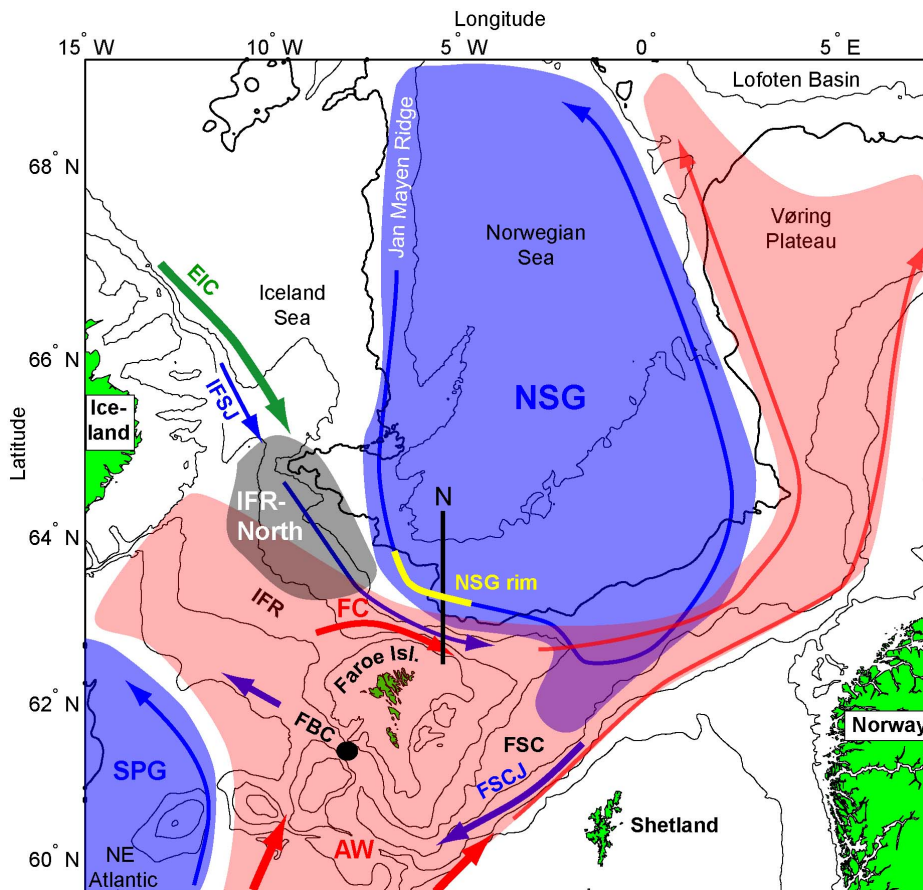 Longitude
15° W
10° W
5° W
0°
5° E
Lofoten Basin
68° N
Jan Mayen Ridge
Vøring
Plateau
Norwegian
Sea
EIC
Iceland
Sea
66° N
IFSJ
NSG
Ice-
land
Latitude
IFR-
North
N
64° N
NSG rim
IFR
FC
Faroe Isl.
62° N
FBC
FSC
Norway
SPG
FSCJ
Shetland
AW
60° N
NE
Atlantic